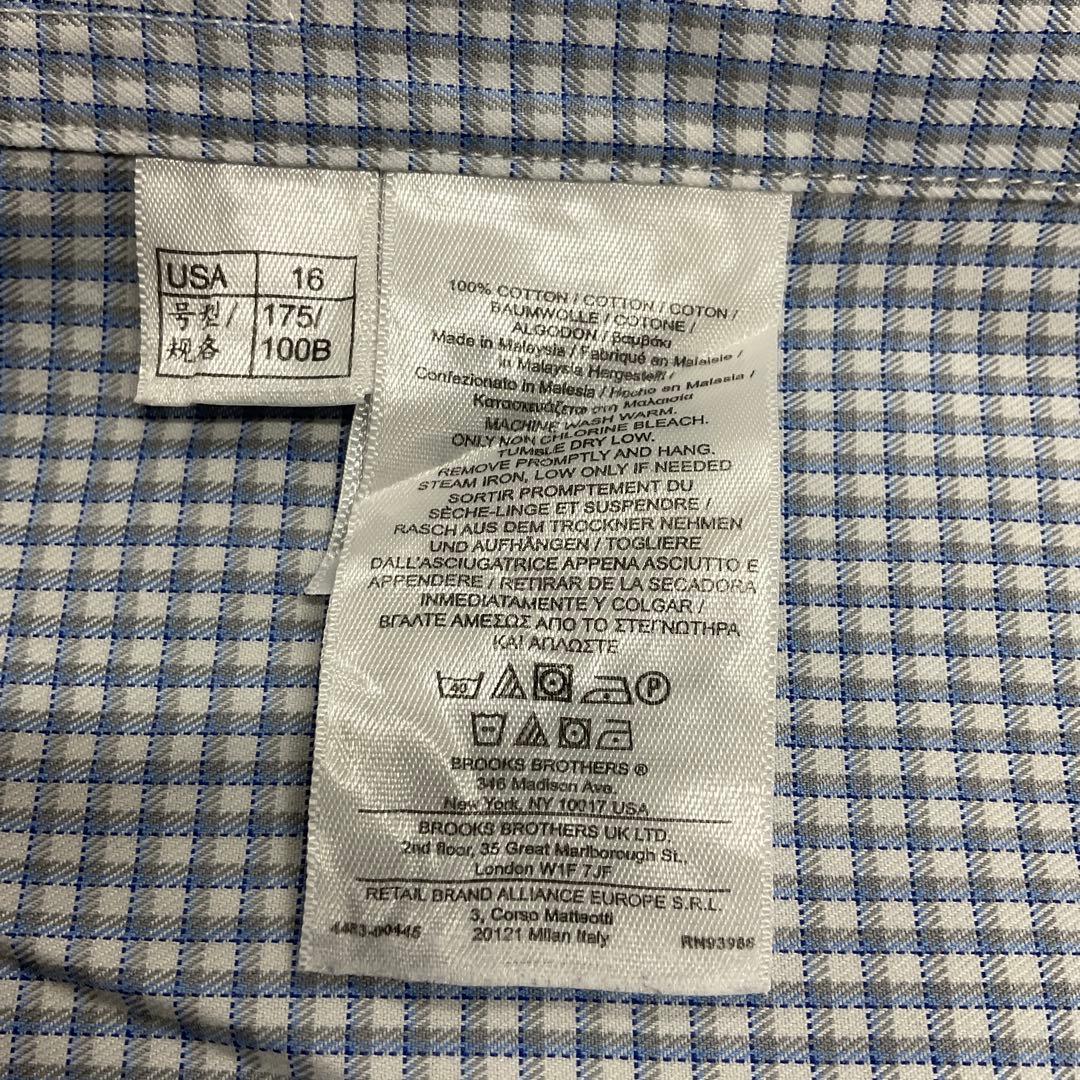 USA 16
号型/ 175/
规格 100B
100% COTTON / COTTON / COTON /
BAUMWOLLE / COTONE /
ALGODON / βαμβάκι
Made in Malaysia / Fabriqué en Malaisie /
in Malaysia Hergestellt /
Confezionato in Malesia / Hecho en Malasia /
Κατασκευάζεται στη Μαλαισία
MACHINE WASH WARM.
ONLY NON CHLORINE BLEACH.
TUMBLE DRY LOW.
REMOVE PROMPTLY AND HANG.
STEAM IRON, LOW ONLY IF NEEDED
SORTIR PROMPTEMENT DU
SÈCHE-LINGE ET SUSPENDRE /
RASCH AUS DEM TROCKNER NEHMEN
UND AUFHÄNGEN / TOGLIERE
DALL'ASCIUGATRICE APPENA ASCIUTTO E
APPENDERE / RETIRAR DE LA SECADORA
INMEDIATAMENTE Y COLGAR /
ΒΓΑΛΤΕ ΑΜΕΣΩΣ ΑΠΟ ΤΟ ΣΤΕΓΝΩΤΗΡΑ
ΚΑΙ ΑΠΛΩΣΤΕ
40 P
BROOKS BROTHERS ®
346 Madison Ave.
New York, NY 10017 USA
BROOKS BROTHERS UK LTD.
2nd floor, 35 Great Marlborough St.,
London W1F 7JF
RETAIL BRAND ALLIANCE EUROPE S.R.L.
3, Corso Matteotti
4483-00445 20121 Milan Italy RN93986